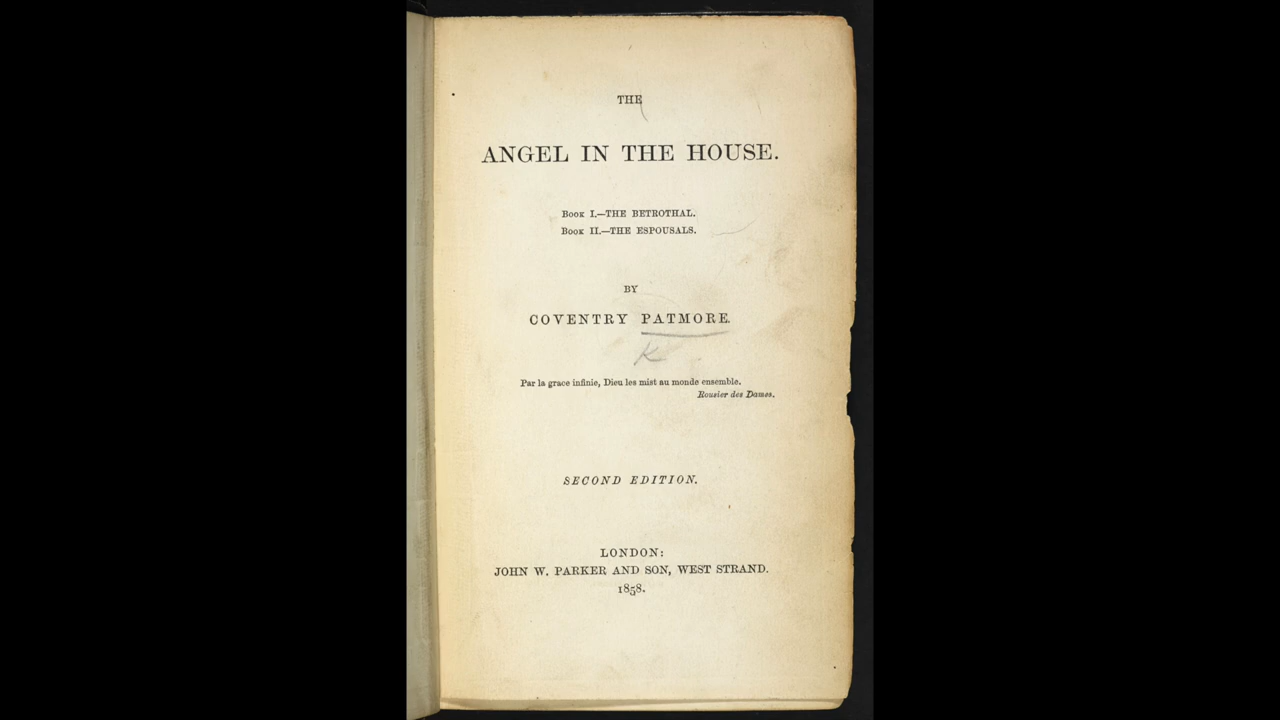 THE
ANGEL IN THE HOUSE.
Book I.—THE BETROTHAL.
Book II.—THE ESPOUSALS.
BY
COVENTRY PATMORE.
K
Par la grace infinie, Dieu les mist au monde ensemble.
Rousier des Dames.
SECOND EDITION.
LONDON:
JOHN W. PARKER AND SON, WEST STRAND.
1858.